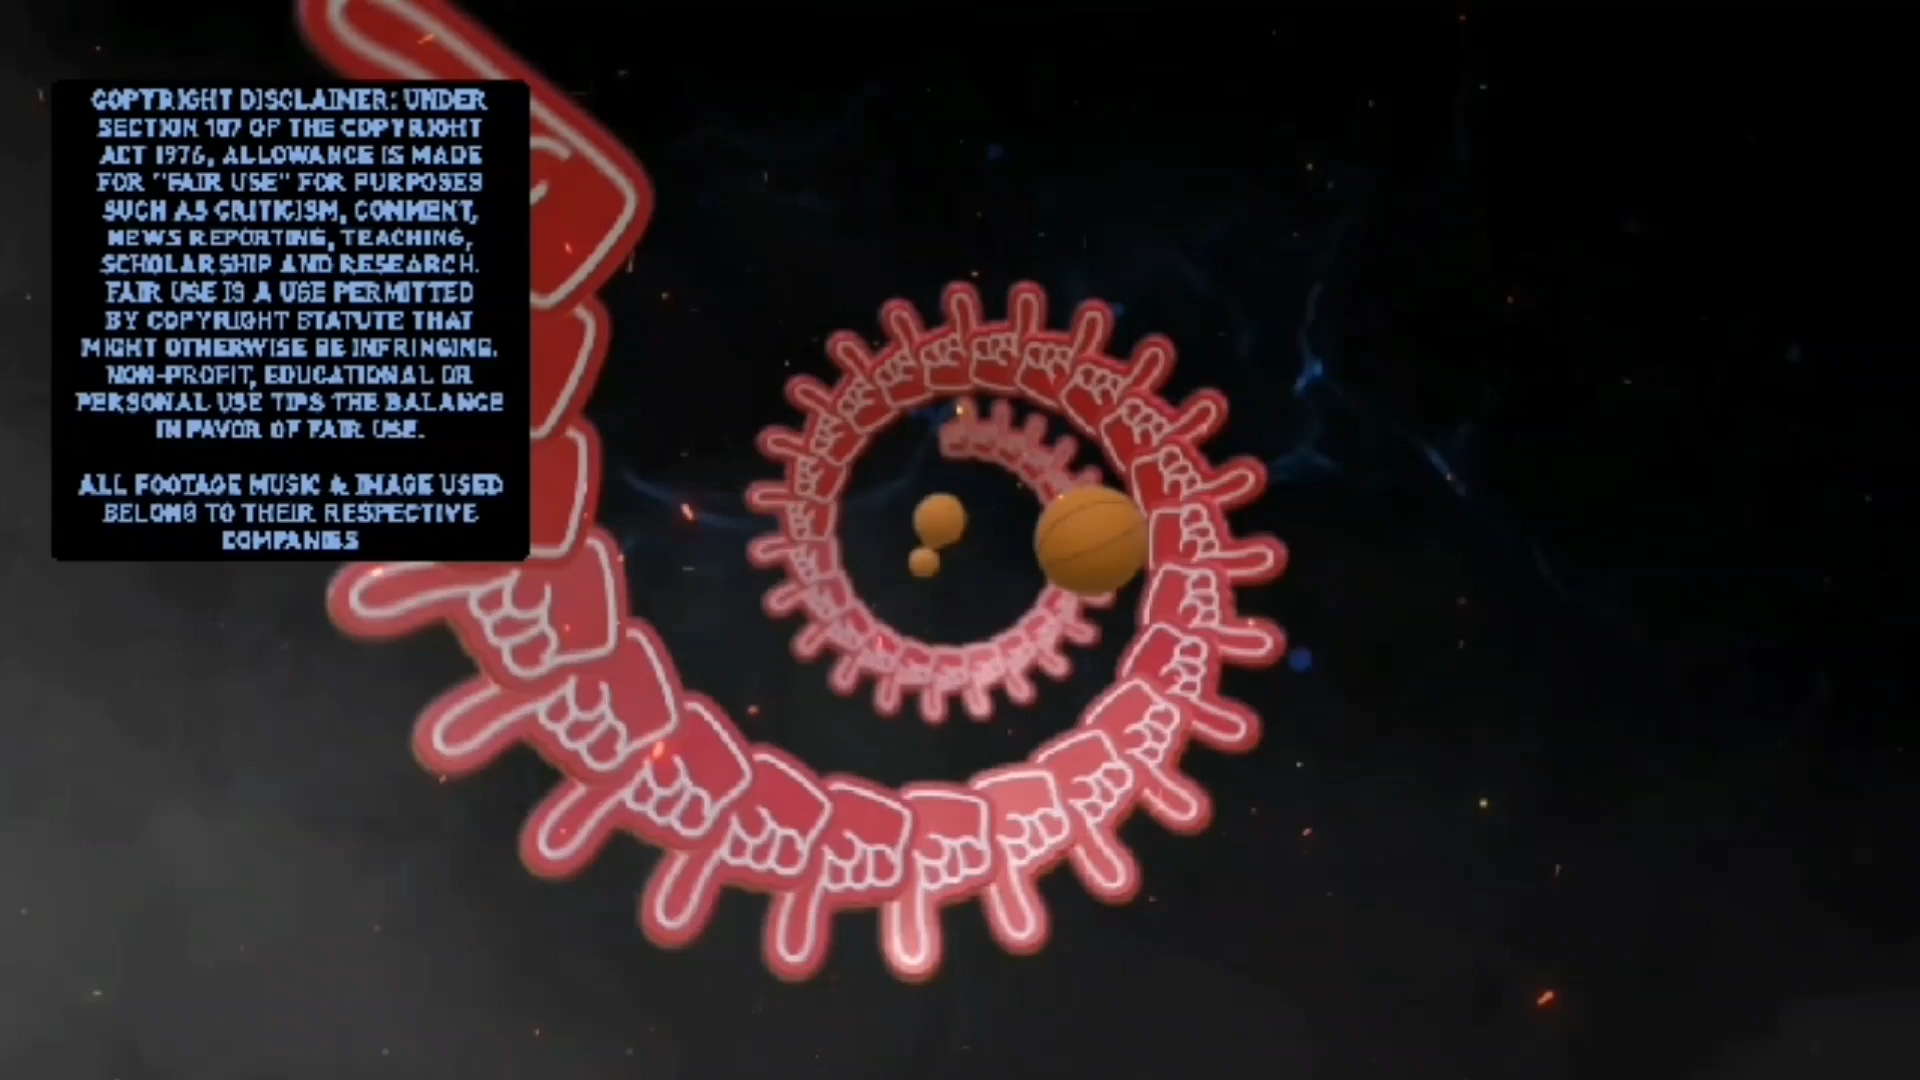 COPYRIGHT DISCLAIMER: UNDER
SECTION 107 OF THE COPYRIGHT
ACT 1976, ALLOWANCE IS MADE
FOR "FAIR USE" FOR PURPOSES
SUCH AS CRITICISM, COMMENT,
NEWS REPORTING, TEACHING,
SCHOLARSHIP AND RESEARCH.
FAIR USE IS A USE PERMITTED
BY COPYRIGHT STATUTE THAT
MIGHT OTHERWISE BE INFRINGING.
NON-PROFIT, EDUCATIONAL OR
PERSONAL USE TIPS THE BALANCE
IN FAVOR OF FAIR USE.
ALL FOOTAGE MUSIC & IMAGE USED
BELONG TO THEIR RESPECTIVE
COMPANIES